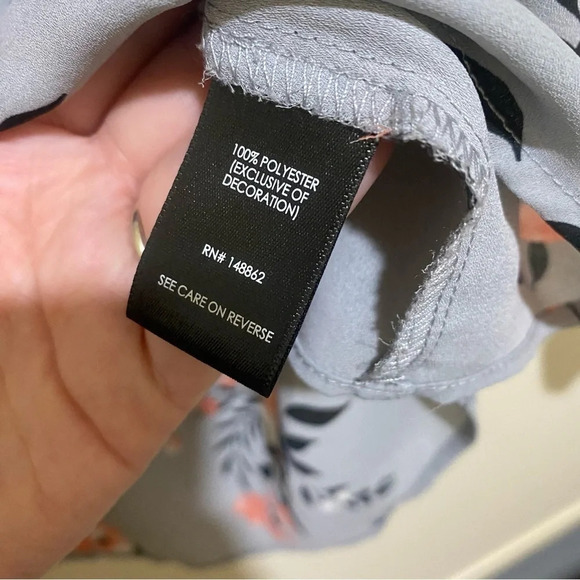 100% POLYESTER
(EXCLUSIVE OF
DECORATION)
RN# 148862
SEE CARE ON REVERSE